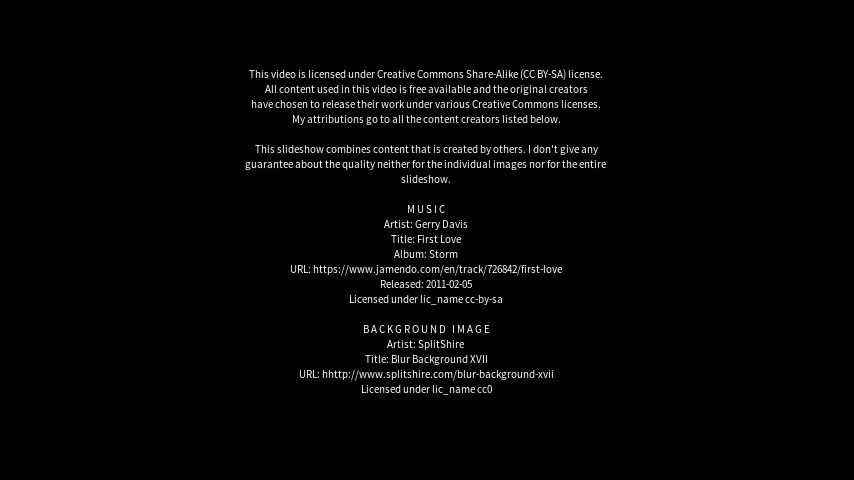 This video is licensed under Creative Commons Share-Alike (CC BY-SA) license.
All content used in this video is free available and the original creators
have chosen to release their work under various Creative Commons licenses.
My attributions go to all the content creators listed below.
This slideshow combines content that is created by others. I don't give any
guarantee about the quality neither for the individual images nor for the entire
slideshow.
MUSIC
Artist: Gerry Davis
Title: First Love
Album: Storm
URL: https://www.jamendo.com/en/track/726842/first-love
Released: 2011-02-05
Licensed under lic_name cc-by-sa
BACKGROUND IMAGE
Artist: SplitShire
Title: Blur Background XVII
URL: hhttp://www.splitshire.com/blur-background-xvii
Licensed under lic_name cc0